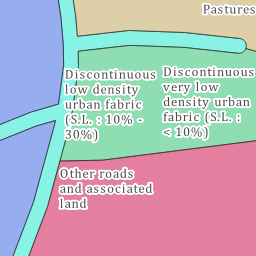 Pastures
Discontinuous
low density
urban fabric
(S.L. : 10% -
30%)
Discontinuous
very low
density urban
fabric (S.L. :
< 10%)
Other roads
and associated
land